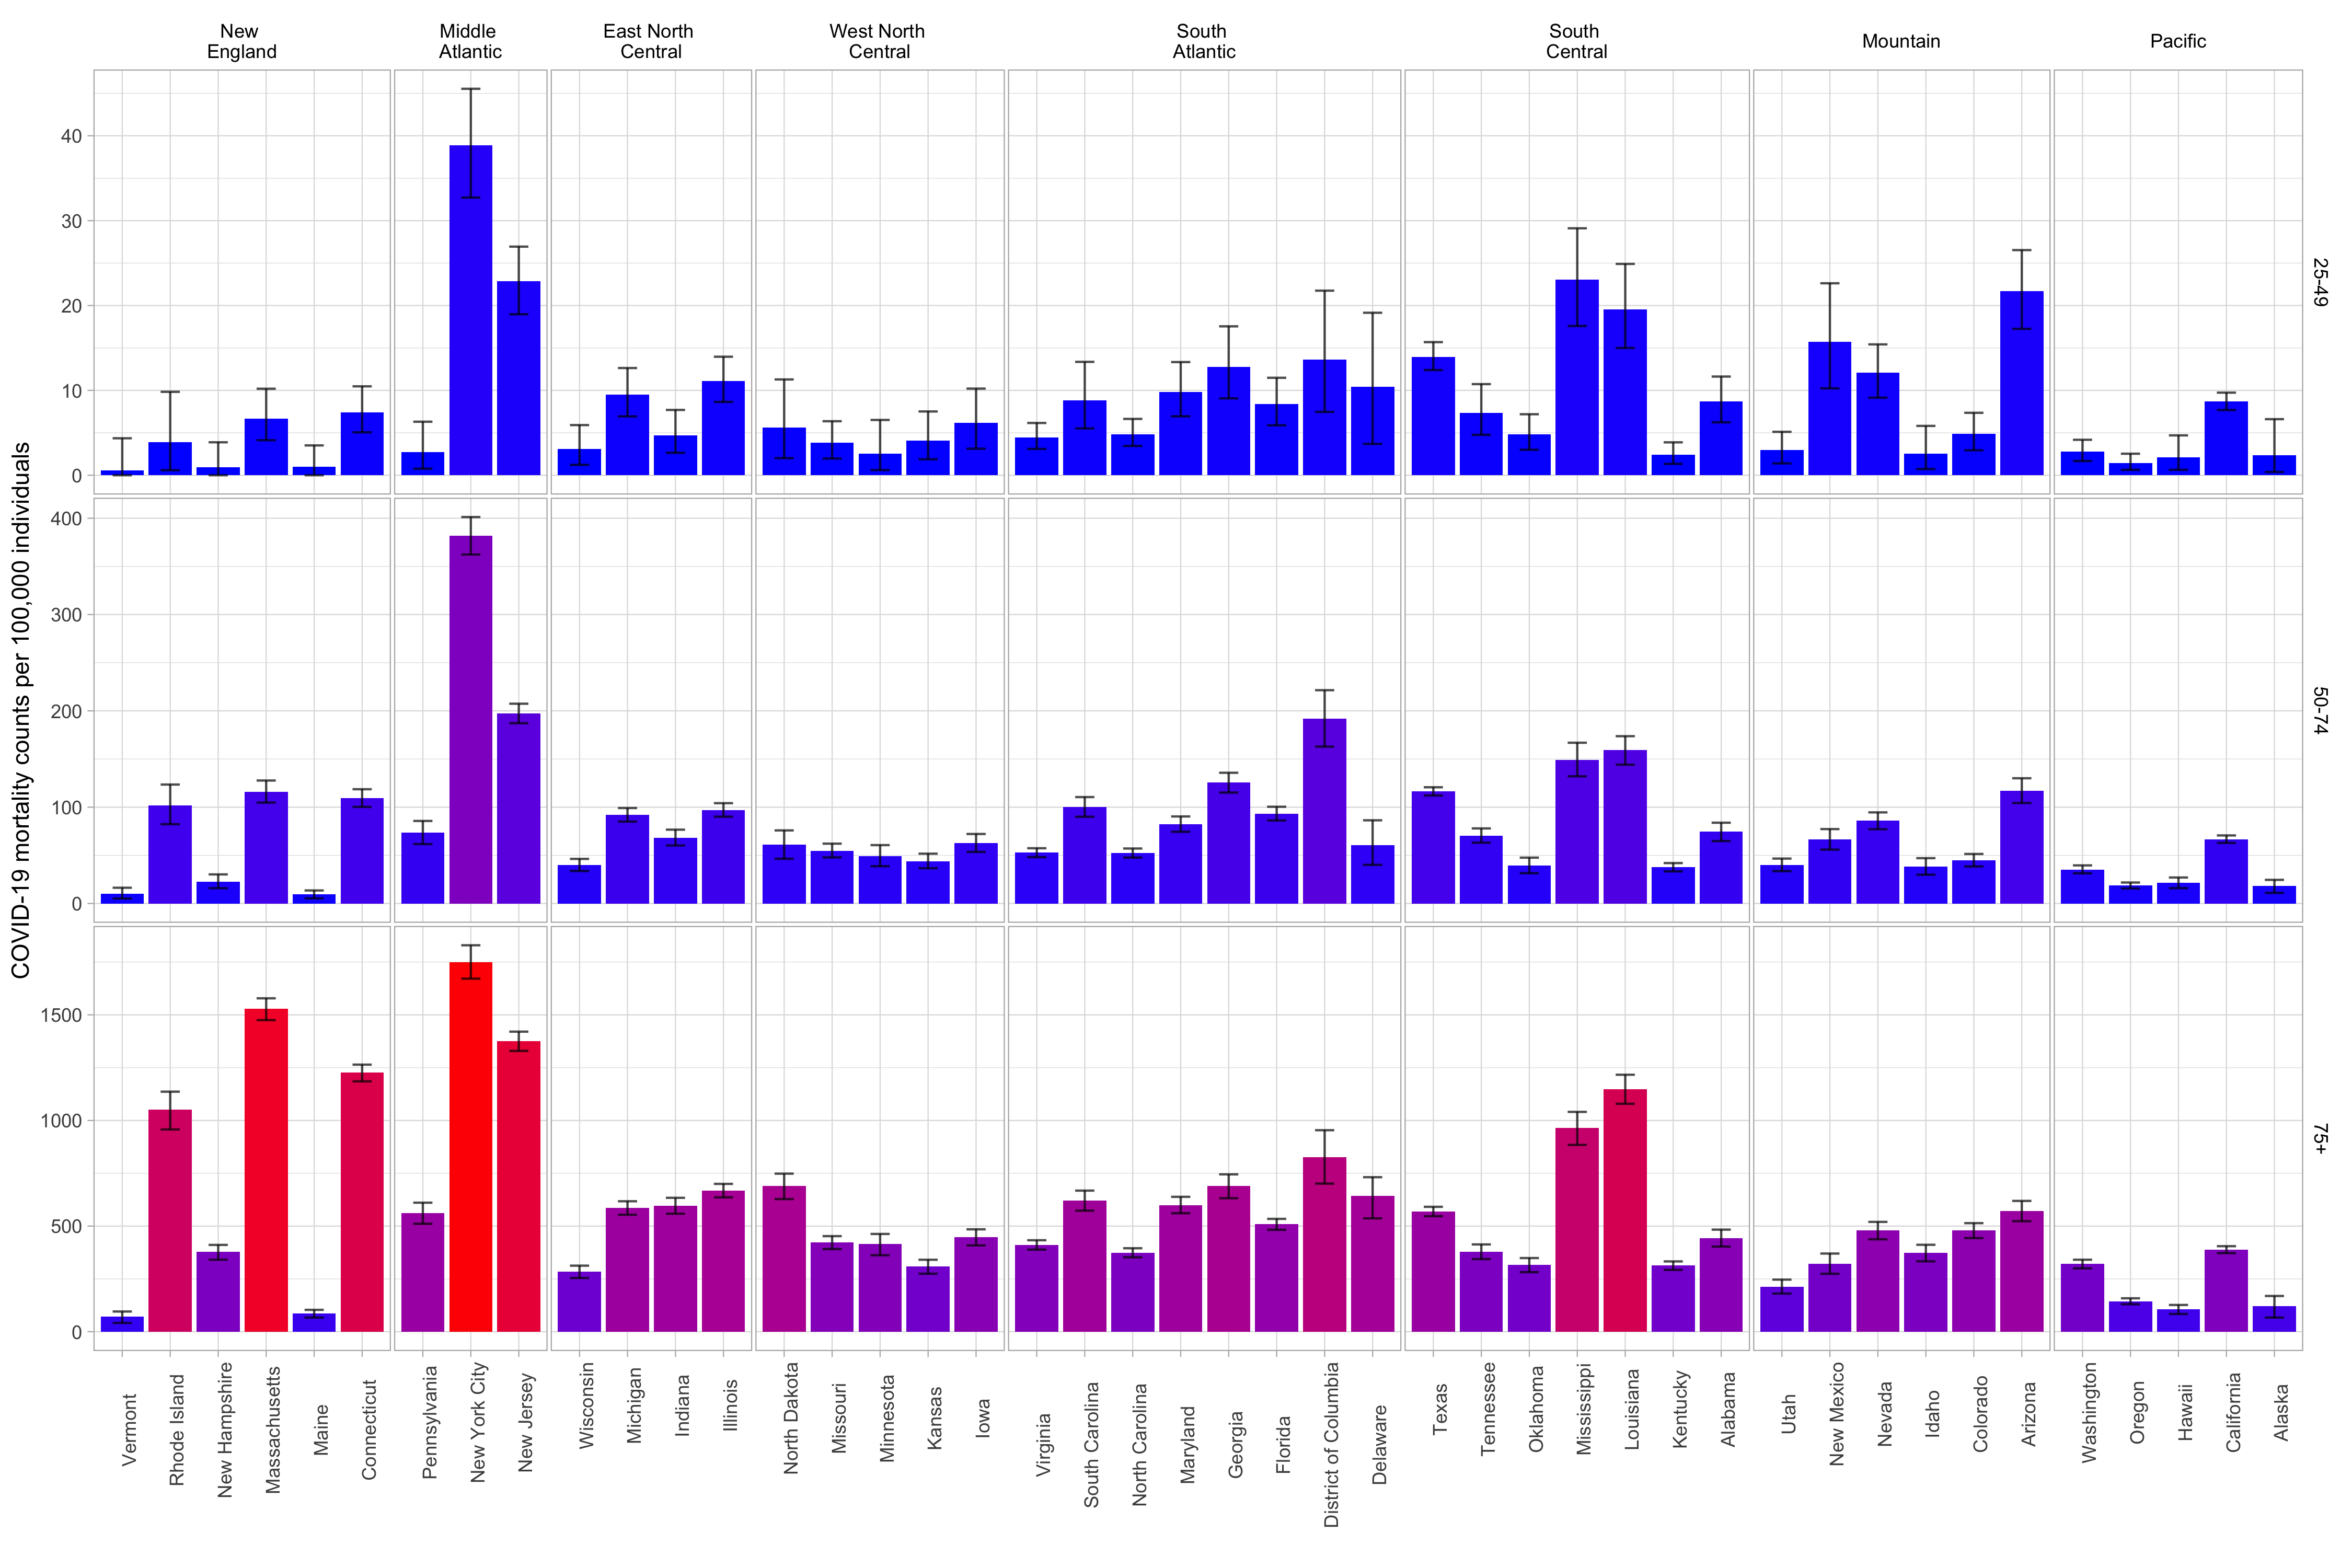 New
England
Middle
Atlantic
East North
Central
West North
Central
South
Atlantic
South
Central
Mountain
Pacific
COVID-19 mortality counts per 100,000 individuals
40
30
20
10
0
25-49
400
300
200
100
0
50-74
1500
1000
500
0
75+
Vermont
Rhode Island
New Hampshire
Massachusetts
Maine
Connecticut
Pennsylvania
New York City
New Jersey
Wisconsin
Michigan
Indiana
Illinois
North Dakota
Missouri
Minnesota
Kansas
Iowa
Virginia
South Carolina
North Carolina
Maryland
Georgia
Florida
District of Columbia
Delaware
Texas
Tennessee
Oklahoma
Mississippi
Louisiana
Kentucky
Alabama
Utah
New Mexico
Nevada
Idaho
Colorado
Arizona
Washington
Oregon
Hawaii
California
Alaska